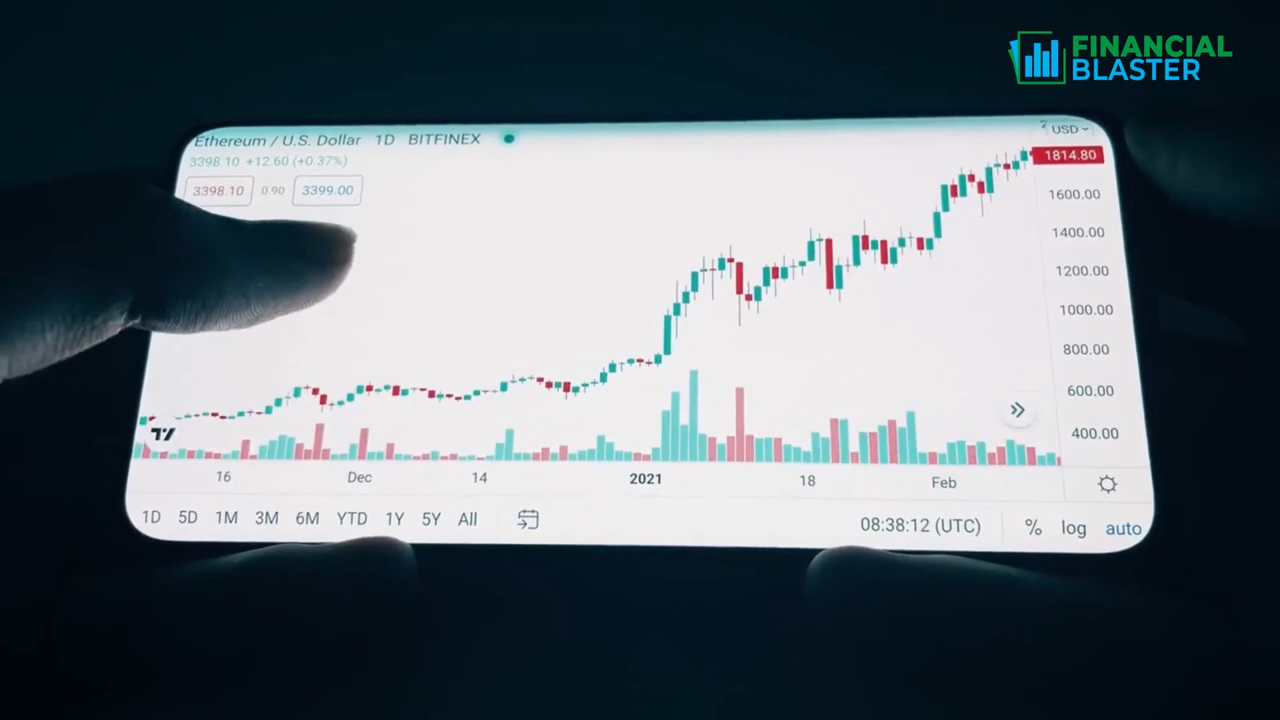 FINANCIAL
BLASTER
Ethereum / U.S. Dollar 1D BITFINEX
USD
3398.10 +12.60 (+0.37%)
1814.80
3398.10 0.90 3399.00
1600.00
1400.00
1200.00
1000.00
800.00
600.00
400.00
16 Dec 14 2021 18 Feb
1D 5D 1M 3M 6M YTD 1Y 5Y All
08:38:12 (UTC) % log auto